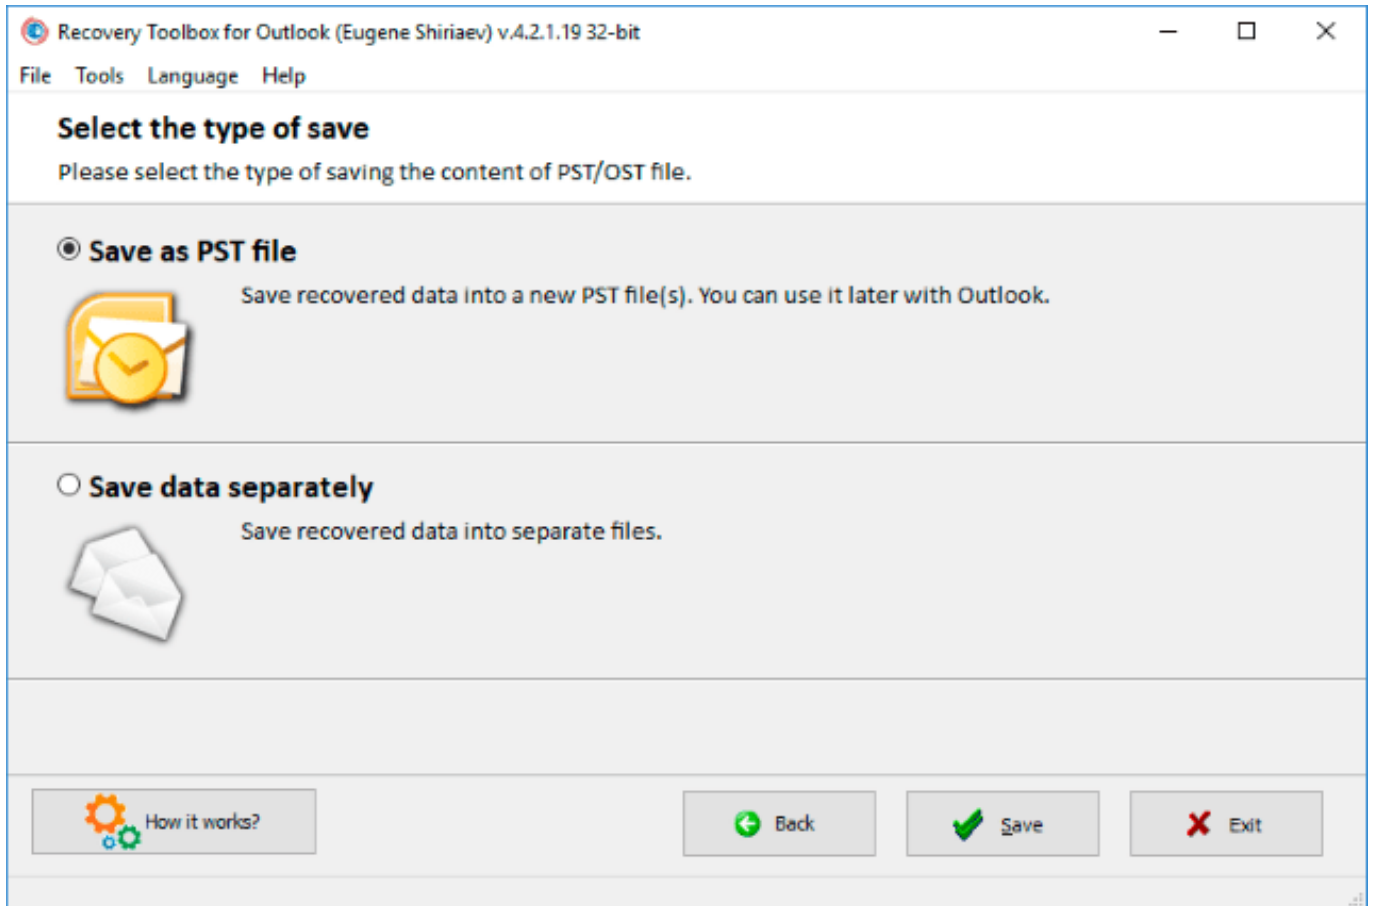 Recovery Toolbox for Outlook (Eugene Shiriaev) v.4.2.1.19 32-bit
File Tools Language Help
Select the type of save
Please select the type of saving the content of PST/OST file.
Save as PST file
Save recovered data into a new PST file(s). You can use it later with Outlook.
Save data separately
Save recovered data into separate files.
How it works?
Back
Save
Exit